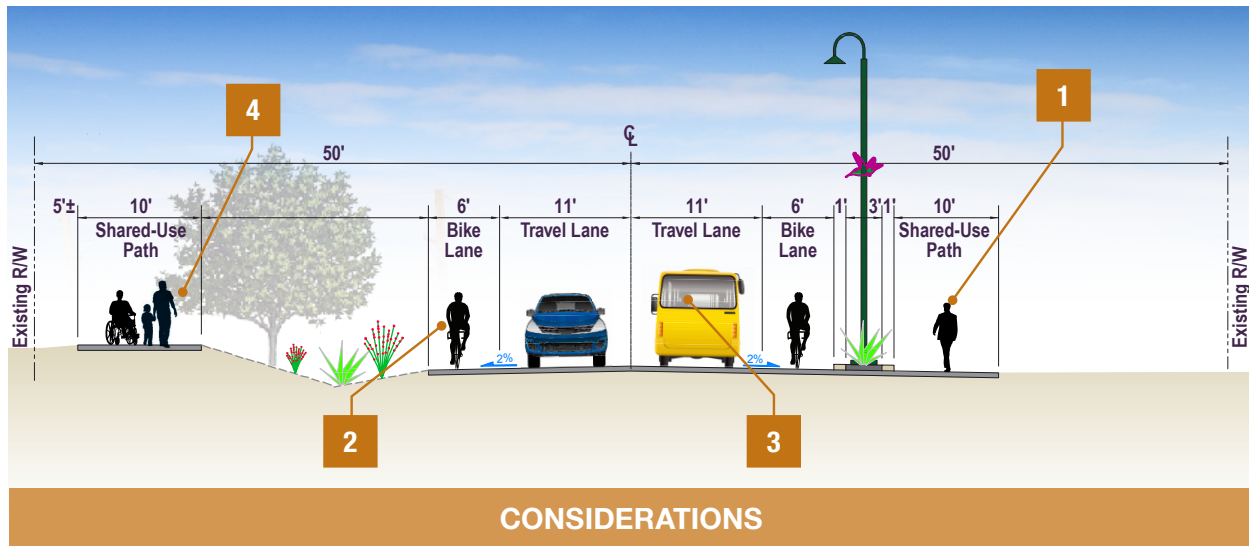 4
1
℄
50'
50'
5'±
10'
6'
11'
11'
6'
1'
3'
1'
10'
Shared-Use
Path
Bike
Lane
Travel Lane
Travel Lane
Bike
Lane
Shared-Use
Path
Existing R/W
Existing R/W
2%
2%
2
3
CONSIDERATIONS